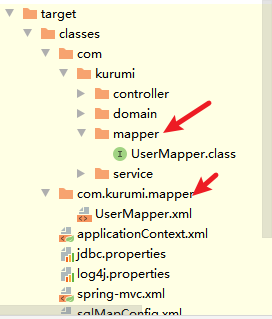 target
classes
com
kurumi
controller
domain
mapper
UserMapper.class
service
com.kurumi.mapper
UserMapper.xml
applicationContext.xml
jdbc.properties
log4j.properties
spring-mvc.xml
sqlMapConfig.xml